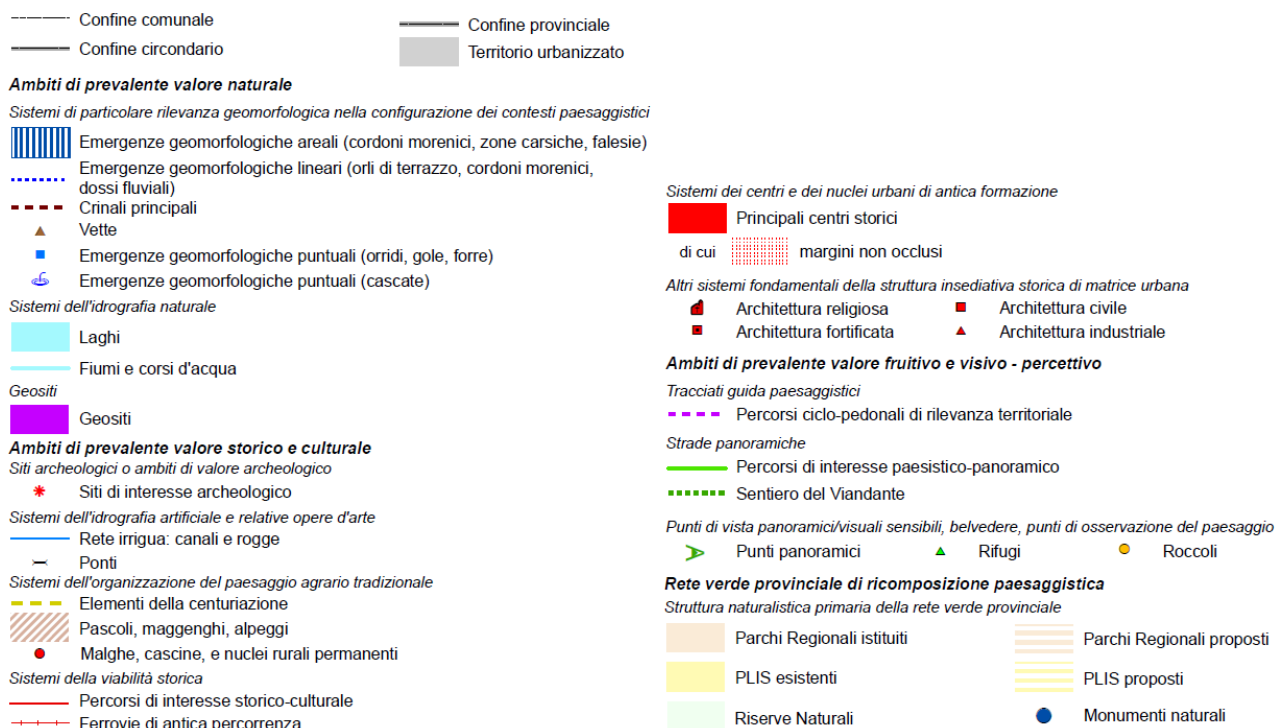 Confine comunale
Confine provinciale
Confine circondario
Territorio urbanizzato
Ambiti di prevalente valore naturale
Sistemi di particolare rilevanza geomorfologica nella configurazione dei contesti paesaggistici
Emergenze geomorfologiche areali (cordoni morenici, zone carsiche, falesie)
Emergenze geomorfologiche lineari (orli di terrazzo, cordoni morenici,
dossi fluviali)
Crinali principali
Vette
Emergenze geomorfologiche puntuali (orridi, gole, forre)
Emergenze geomorfologiche puntuali (cascate)
Sistemi dell'idrografia naturale
Laghi
Fiumi e corsi d'acqua
Geositi
Geositi
Ambiti di prevalente valore storico e culturale
Siti archeologici o ambiti di valore archeologico
Siti di interesse archeologico
Sistemi dell'idrografia artificiale e relative opere d'arte
Rete irrigua: canali e rogge
Ponti
Sistemi dell'organizzazione del paesaggio agrario tradizionale
Elementi della centuriazione
Pascoli, maggenghi, alpeggi
Malghe, cascine, e nuclei rurali permanenti
Sistemi della viabilità storica
Percorsi di interesse storico-culturale
Ferrovie di antica percorrenza
Sistemi dei centri e dei nuclei urbani di antica formazione
Principali centri storici
di cui margini non occlusi
Altri sistemi fondamentali della struttura insediativa storica di matrice urbana
Architettura religiosa Architettura civile
Architettura fortificata Architettura industriale
Ambiti di prevalente valore fruitivo e visivo - percettivo
Tracciati guida paesaggistici
Percorsi ciclo-pedonali di rilevanza territoriale
Strade panoramiche
Percorsi di interesse paesistico-panoramico
Sentiero del Viandante
Punti di vista panoramici/visuali sensibili, belvedere, punti di osservazione del paesaggio
Punti panoramici Rifugi Roccoli
Rete verde provinciale di ricomposizione paesaggistica
Struttura naturalistica primaria della rete verde provinciale
Parchi Regionali istituiti Parchi Regionali proposti
PLIS esistenti PLIS proposti
Riserve Naturali Monumenti naturali